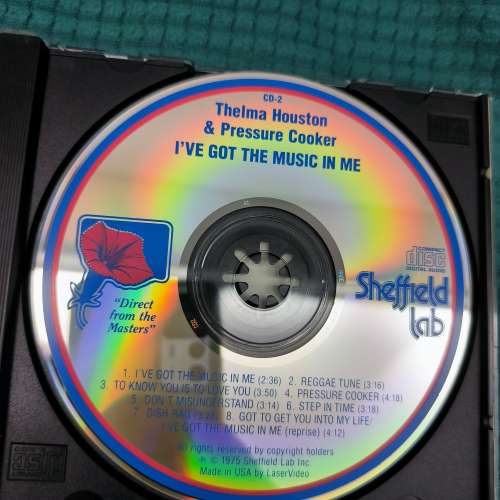 CD-2
Thelma Houston
& Pressure Cooker
I'VE GOT THE MUSIC IN ME
COMPACT
disc
DIGITAL AUDIO
Sheffield
lab
"Direct
from the
Masters"
1. I'VE GOT THE MUSIC IN ME (2:36) 2. REGGAE TUNE (3:16)
3. TO KNOW YOU IS TO LOVE YOU (3:50) 4. PRESSURE COOKER (4:18)
5. DON'T MISUNDERSTAND (3:14) 6. STEP IN TIME (3:18)
7. DISH RAG 8. GOT TO GET YOU INTO MY LIFE/
I'VE GOT THE MUSIC IN ME (reprise) (4:12)
All rights reserved by copyright holders
℗ © 1975 Sheffield Lab Inc.
Made in USA by LaserVideo